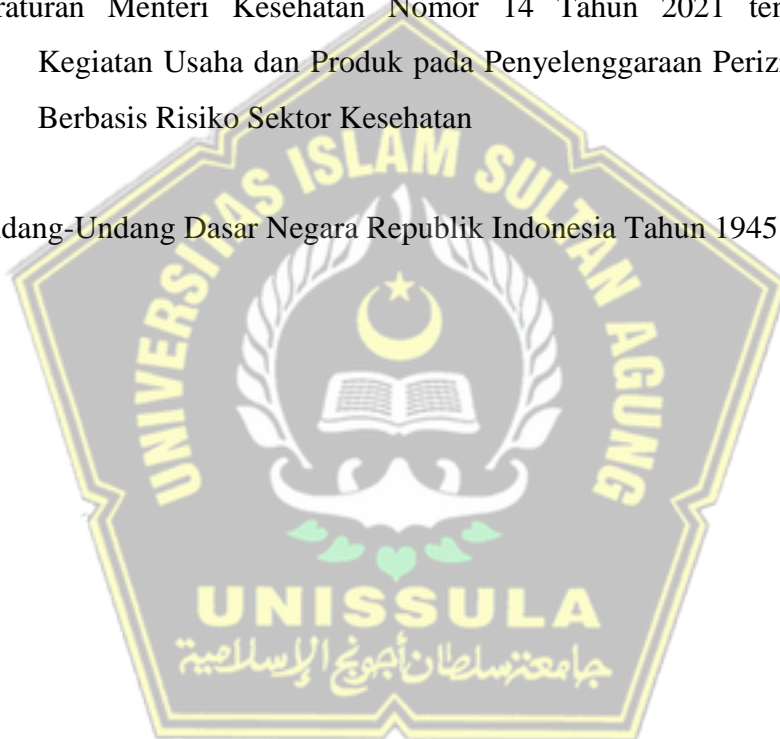 raturan Menteri Kesehatan Nomor 14 Tahun 2021 ten
Kegiatan Usaha dan Produk pada Penyelenggaraan Periz
Berbasis Risiko Sektor Kesehatan
dang-Undang Dasar Negara Republik Indonesia Tahun 1945
UNIVERSITAS ISLAM SULTAN AGUNG
UNISSULA
جامعة سلطان أجونج الإسلامية